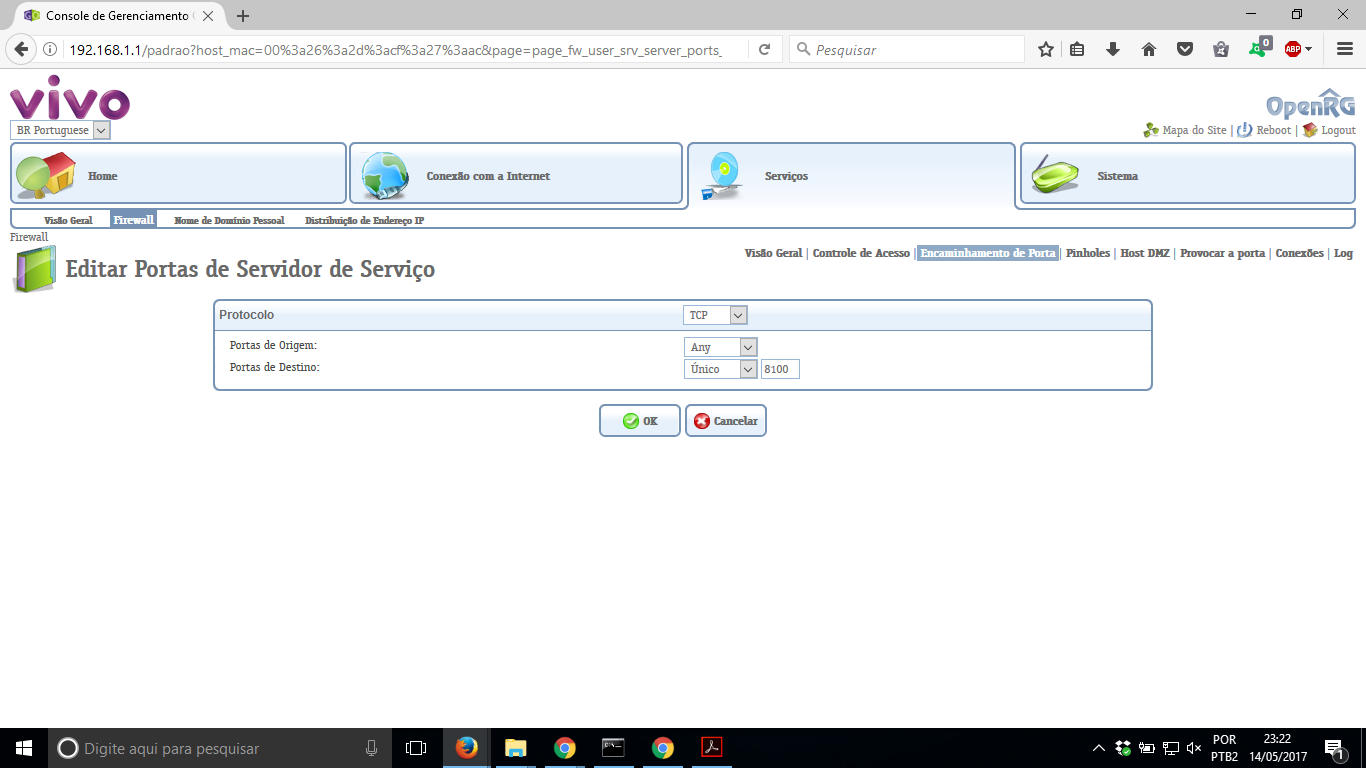 Console de Gerenciamento
192.168.1.1/padrao?host_mac=00%3a26%3a2d%3acf%3a27%3aac&page=page_fw_user_srv_server_ports_
Pesquisar
0
ABP
vivo
OpenRG
BR Portuguese
Mapa do Site | Reboot | Logout
Home
Conexão com a Internet
Serviços
Sistema
Visão Geral
Firewall
Nome de Domínio Pessoal
Distribuição de Endereço IP
Firewall
Visão Geral | Controle de Acesso | Encaminhamento de Porta | Pinholes | Host DMZ | Provocar a porta | Conexões | Log
Editar Portas de Servidor de Serviço
Protocolo
TCP
Portas de Origem:
Any
Portas de Destino:
Único
8100
OK
Cancelar
Digite aqui para pesquisar
POR
PTB2
23:22
14/05/2017
1